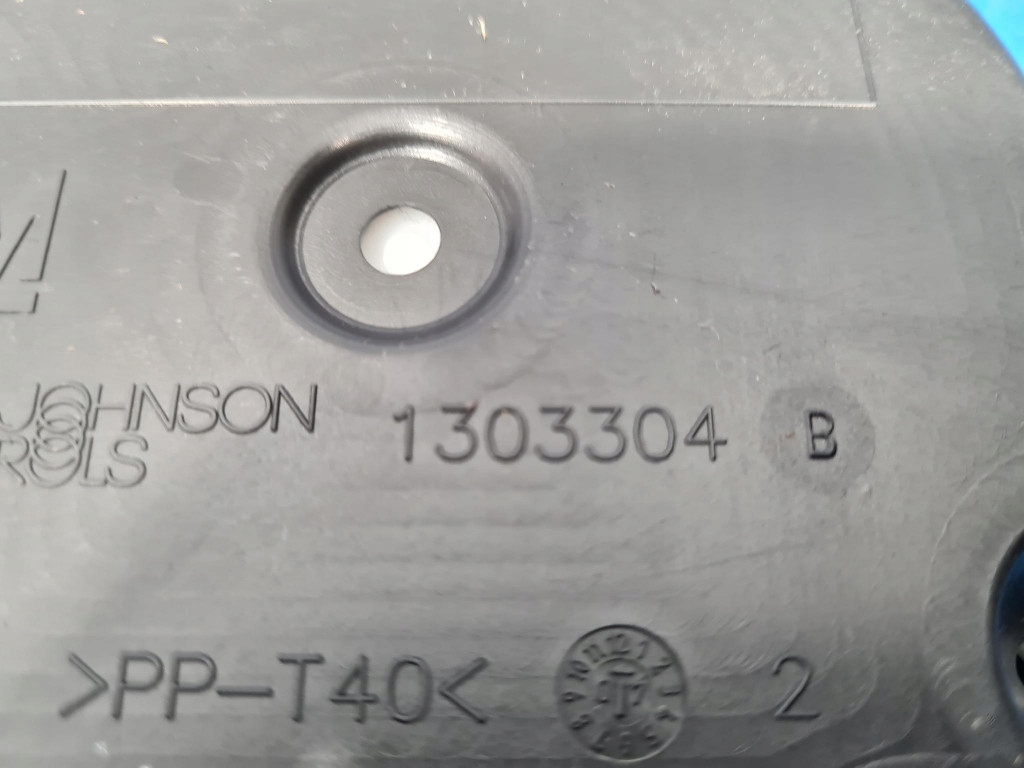 M
JOHNSON
ROLS
1303304 B
>PP-T40<
2